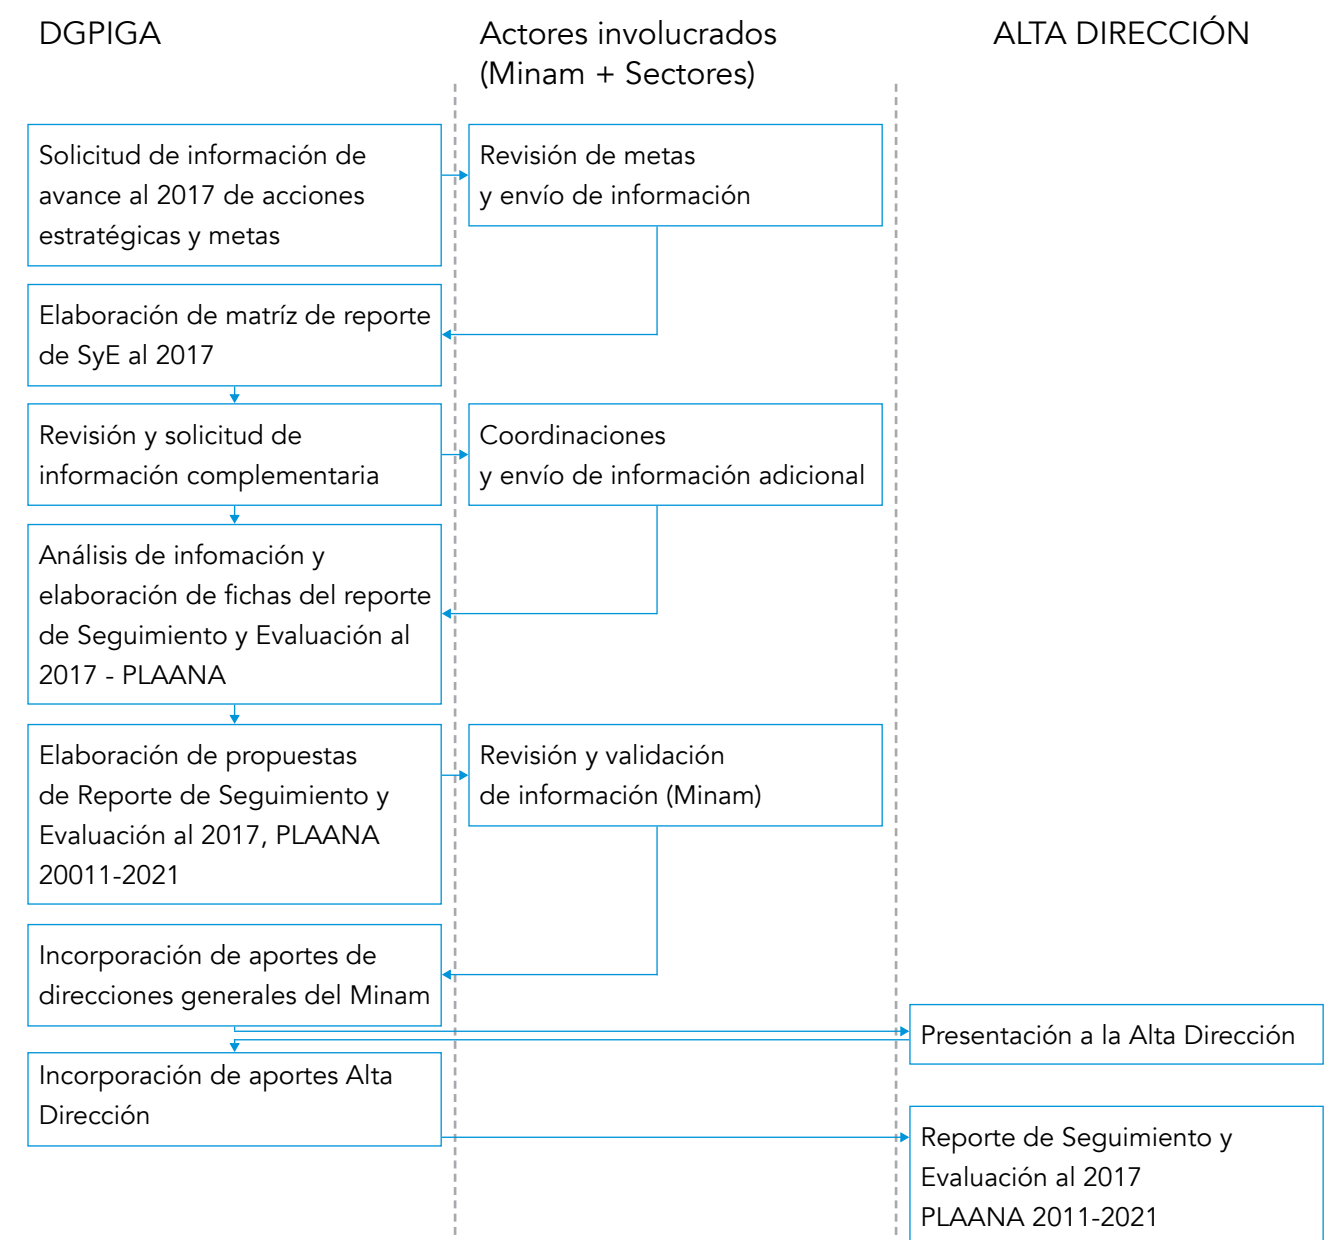 DGPIGA
Actores involucrados
(Minam + Sectores)
ALTA DIRECCIÓN
Solicitud de información de
avance al 2017 de acciones
estratégicas y metas
Revisión de metas
y envío de información
Elaboración de matríz de reporte
de SyE al 2017
Revisión y solicitud de
información complementaria
Coordinaciones
y envío de información adicional
Análisis de infomación y
elaboración de fichas del reporte
de Seguimiento y Evaluación al
2017 - PLAANA
Elaboración de propuestas
de Reporte de Seguimiento y
Evaluación al 2017, PLAANA
20011-2021
Revisión y validación
de información (Minam)
Incorporación de aportes de
direcciones generales del Minam
Presentación a la Alta Dirección
Incorporación de aportes Alta
Dirección
Reporte de Seguimiento y
Evaluación al 2017
PLAANA 2011-2021